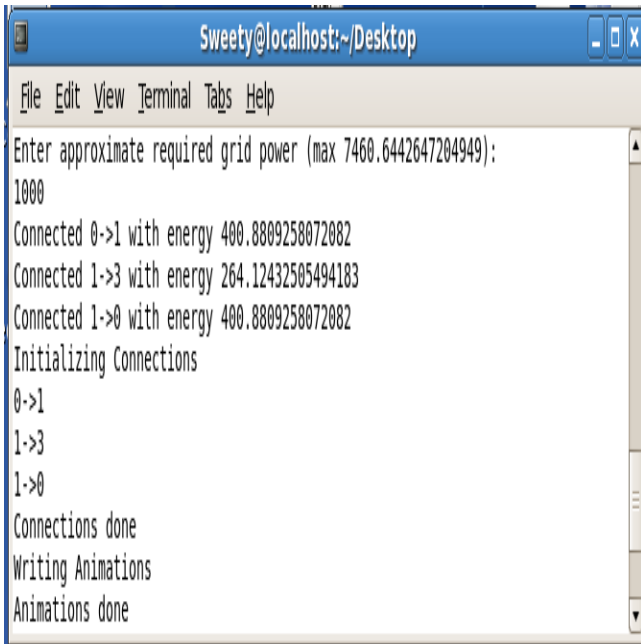 Sweety@localhost:~/Desktop
File Edit View Terminal Tabs Help
Enter approximate required grid power (max 7460.6442647204949):
1000
Connected 0->1 with energy 400.8809258072082
Connected 1->3 with energy 264.12432505494183
Connected 1->0 with energy 400.8809258072082
Initializing Connections
0->1
1->3
1->0
Connections done
Writing Animations
Animations done